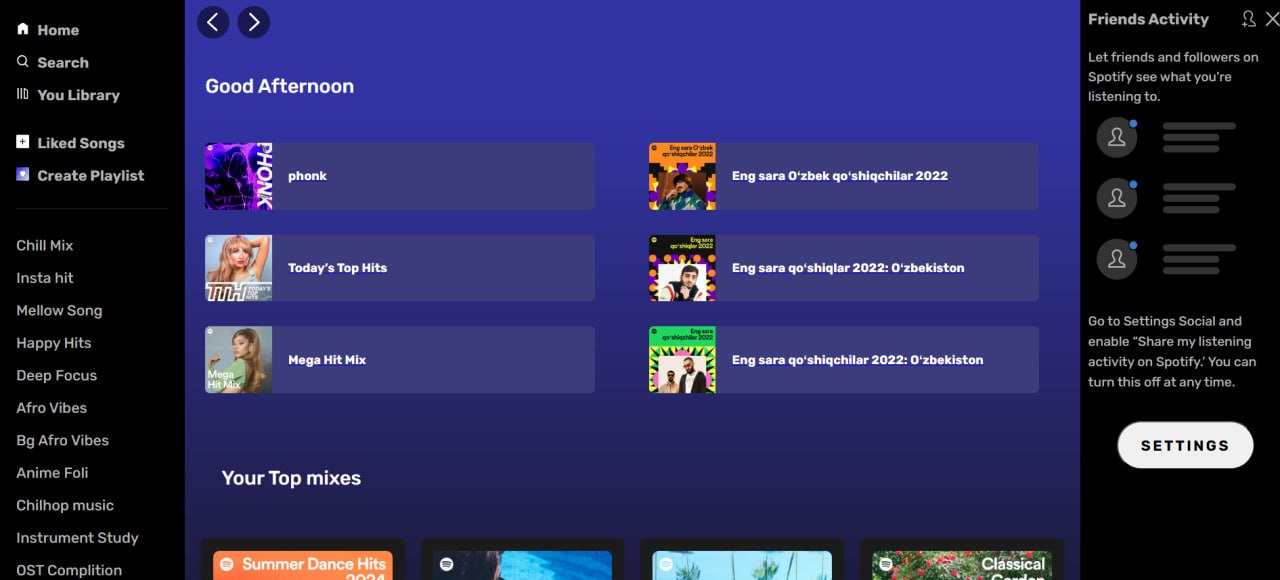 Home
Search
You Library
Liked Songs
Create Playlist
Chill Mix
Insta hit
Mellow Song
Happy Hits
Deep Focus
Afro Vibes
Bg Afro Vibes
Anime Foli
Chilhop music
Instrument Study
OST Complition
Good Afternoon
PHONK
phonk
Eng sara O‘zbek
qo‘shiqchilar 2022
Eng sara O‘zbek qo‘shiqchilar 2022
TODAY'S
TOP
HITS
Today’s Top Hits
Eng sara
qo‘shiqlar 2022
Eng sara qo‘shiqlar 2022: O‘zbekiston
Mega
Hit Mix
Mega Hit Mix
Eng sara
qo‘shiqchilar 2022
Eng sara qo‘shiqchilar 2022: O‘zbekiston
Your Top mixes
Summer Dance Hits
2024
Classical
Garden
Friends Activity
Let friends and followers on
Spotify see what you’re
listening to.
Go to Settings Social and
enable “Share my listening
activity on Spotify.’ You can
turn this off at any time.
SETTINGS